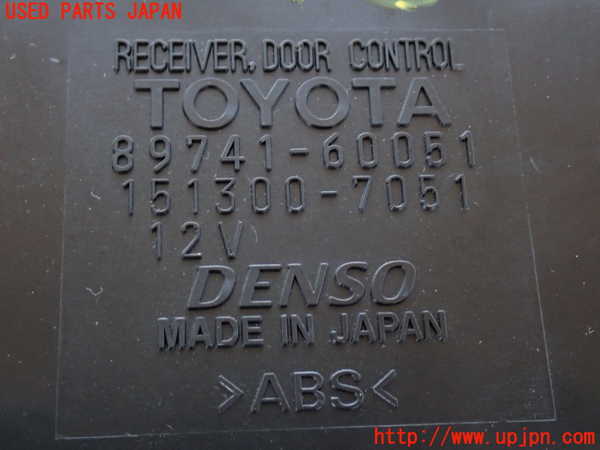 USED PARTS JAPAN
RECEIVER, DOOR CONTROL
TOYOTA
89741-60051
151300-7051
12V
DENSO
MADE IN JAPAN
>ABS<
http://www.upjpn.com